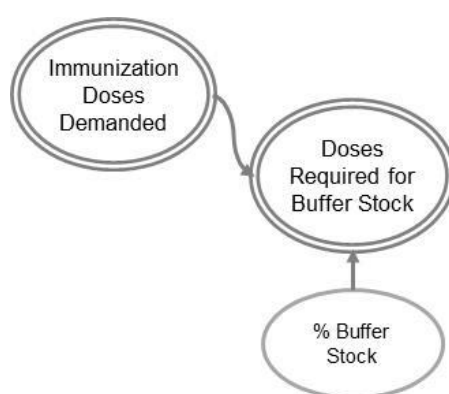 Immunization
Doses
Demanded
Doses
Required for
Buffer Stock
% Buffer
Stock